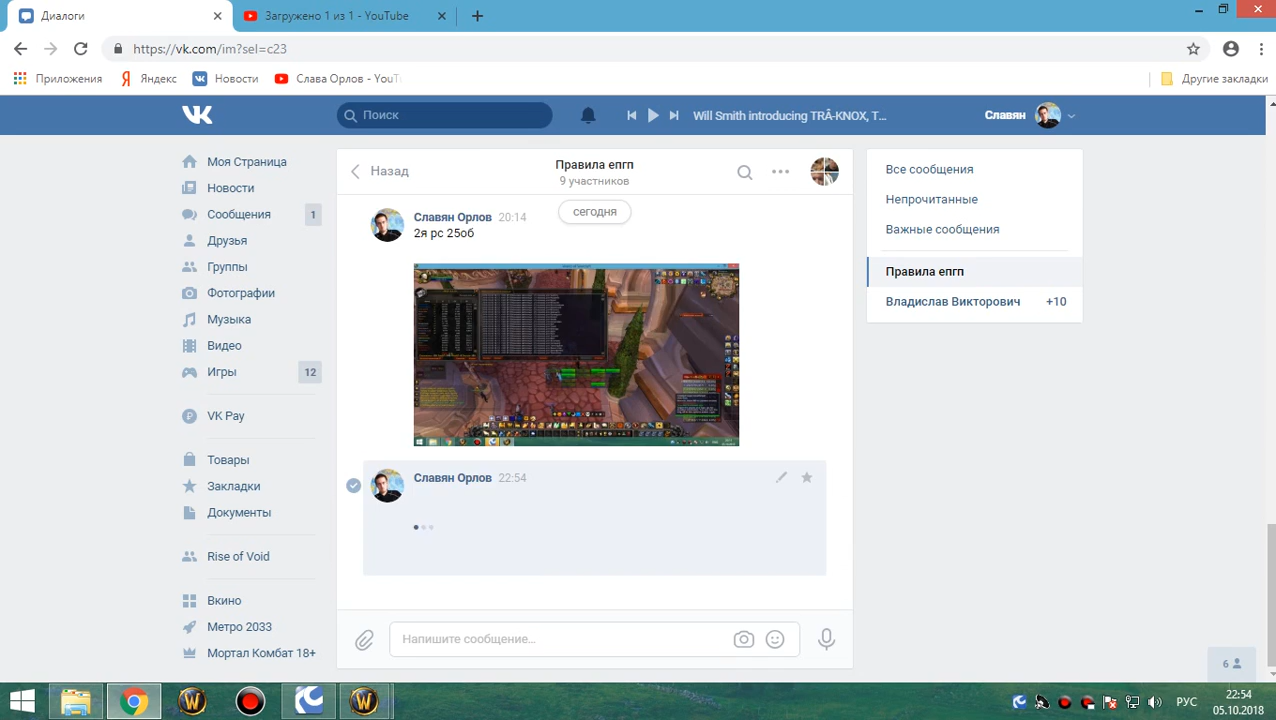 Диалоги
Загружено 1 из 1 - YouTube
https://vk.com/im?sel=c23
Приложения
Яндекс
Новости
Слава Орлов - YouT
Другие закладки
Поиск
Will Smith introducing TRÂ-KNOX, T...
Славян
Моя Страница
Новости
Сообщения 1
Друзья
Группы
Фотографии
Музыка
Видео
Игры 12
VK Pay
Товары
Закладки
Документы
Rise of Void
Вкино
Метро 2033
Мортал Комбат 18+
Назад
Правила епгп
9 участников
сегодня
Славян Орлов 20:14
2я рс 25об
Славян Орлов 22:54
Напишите сообщение...
Все сообщения
Непрочитанные
Важные сообщения
Правила епгп
Владислав Викторович +10
6
РУС
22:54
05.10.2018